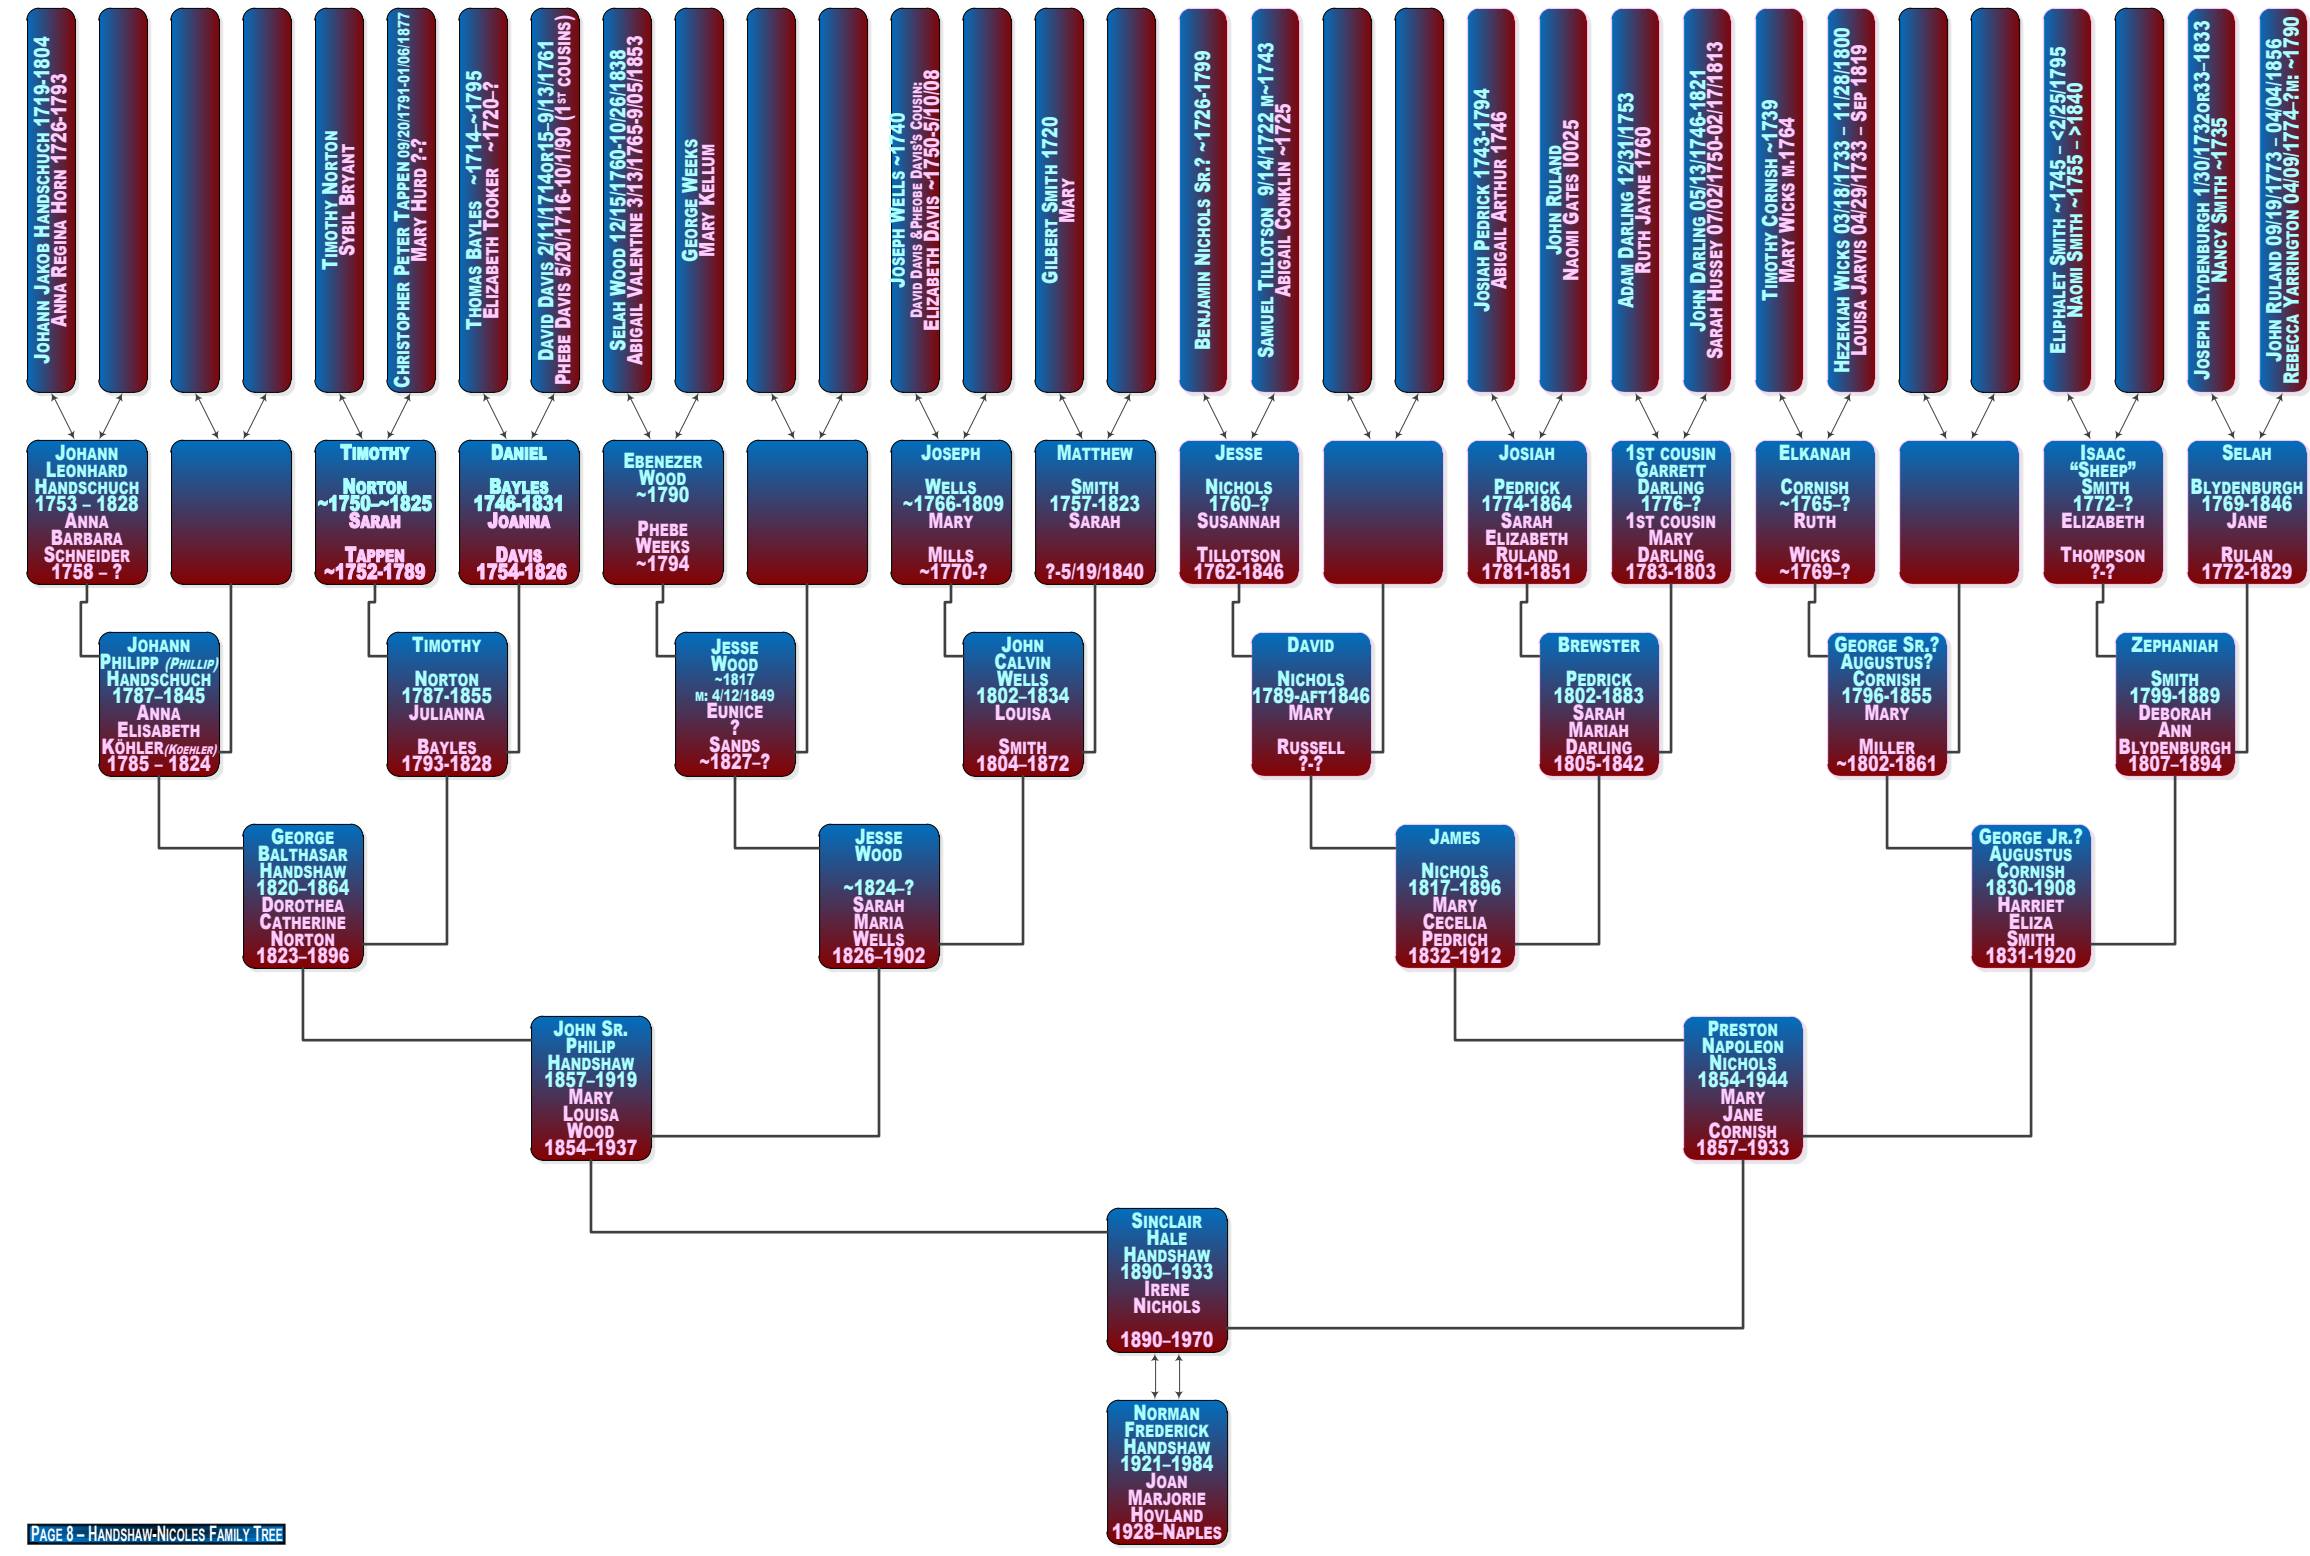 Johann Jakob Handschuch 1719-1804
Anna Regina Horn 1726-1793
Timothy Norton
Sybil Bryant
Christopher Peter Tappen 09/20/1791-01/06/1877
Mary Hurd ?-?
Thomas Bayles ~1714-~1795
Elizabeth Tooker ~1720-?
David Davis 2/11/1714or15-9/13/1761
Phebe Davis 5/20/1716-10/1/90 (1st cousins)
Selah Wood 12/15/1760-10/26/1838
Abigail Valentine 3/13/1765-9/05/1853
George Weeks
Mary Kellum
Joseph Wells ~1740
David Davis &Pheobe Davis's Cousin:
Elizabeth Davis ~1750-5/10/08
Gilbert Smith 1720
Mary
Benjamin Nichols Sr.? ~1726-1799
Samuel Tillotson 9/14/1722 m~1743
Abigail Conklin ~1725
Josiah Pedrick 1743-1794
Abigail Arthur 1746
John Ruland
Naomi Gates 10025
Adam Darling 12/31/1753
Ruth Jayne 1760
John Darling 05/13/1746-1821
Sarah Hussey 07/02/1750-02/17/1813
Timothy Cornish ~1739
Mary Wicks m.1764
Hezekiah Wicks 03/18/1733 – 11/28/1800
Louisa Jarvis 04/29/1733 – Sep 1819
Eliphalet Smith ~1745 – <2/25/1795
Naomi Smith ~1755 – >1840
Joseph Blydenburgh 1/30/1732or33–1833
Nancy Smith ~1735
John Ruland 09/19/1773 – 04/04/1856
Rebecca Yarrington 04/09/1774–?m: ~1790
Johann
Leonhard
Handschuch
1753 – 1828
Anna
Barbara
Schneider
1758 – ?
Timothy
Norton
~1750-~1825
Sarah
Tappen
~1752-1789
Daniel
Bayles
1746-1831
Joanna
Davis
1754-1826
Ebenezer
Wood
~1790
Phebe
Weeks
~1794
Joseph
Wells
~1766-1809
Mary
Mills
~1770-?
Matthew
Smith
1757-1823
Sarah
?-5/19/1840
Jesse
Nichols
1760–?
Susannah
Tillotson
1762-1846
Josiah
Pedrick
1774-1864
Sarah
Elizabeth
Ruland
1781-1851
1st cousin
Garrett
Darling
1776–?
1st cousin
Mary
Darling
1783-1803
Elkanah
Cornish
~1765–?
Ruth
Wicks
~1769–?
Isaac
“Sheep”
Smith
1772–?
Elizabeth
Thompson
?-?
Selah
Blydenburgh
1769-1846
Jane
Rulan
1772-1829
Johann
Philipp (Phillip)
Handschuch
1787–1845
Anna
Elisabeth
Köhler(Koehler)
1785 – 1824
Timothy
Norton
1787-1855
Julianna
Bayles
1793-1828
Jesse
Wood
~1817
m: 4/12/1849
Eunice
?
Sands
~1827–?
John
Calvin
Wells
1802–1834
Louisa
Smith
1804–1872
David
Nichols
1789-aft1846
Mary
Russell
?-?
Brewster
Pedrick
1802-1883
Sarah
Mariah
Darling
1805-1842
George Sr.?
Augustus?
Cornish
1796-1855
Mary
Miller
~1802-1861
Zephaniah
Smith
1799-1889
Deborah
Ann
Blydenburgh
1807–1894
George
Balthasar
Handshaw
1820–1864
Dorothea
Catherine
Norton
1823–1896
Jesse
Wood
~1824–?
Sarah
Maria
Wells
1826–1902
James
Nichols
1817–1896
Mary
Cecelia
Pedrich
1832–1912
George Jr.?
Augustus
Cornish
1830-1908
Harriet
Eliza
Smith
1831-1920
John Sr.
Philip
Handshaw
1857–1919
Mary
Louisa
Wood
1854–1937
Preston
Napoleon
Nichols
1854-1944
Mary
Jane
Cornish
1857–1933
Sinclair
Hale
Handshaw
1890–1933
Irene
Nichols
1890–1970
Norman
Frederick
Handshaw
1921–1984
Joan
Marjorie
Hovland
1928–Naples
Page 8 – Handshaw-Nicoles Family Tree